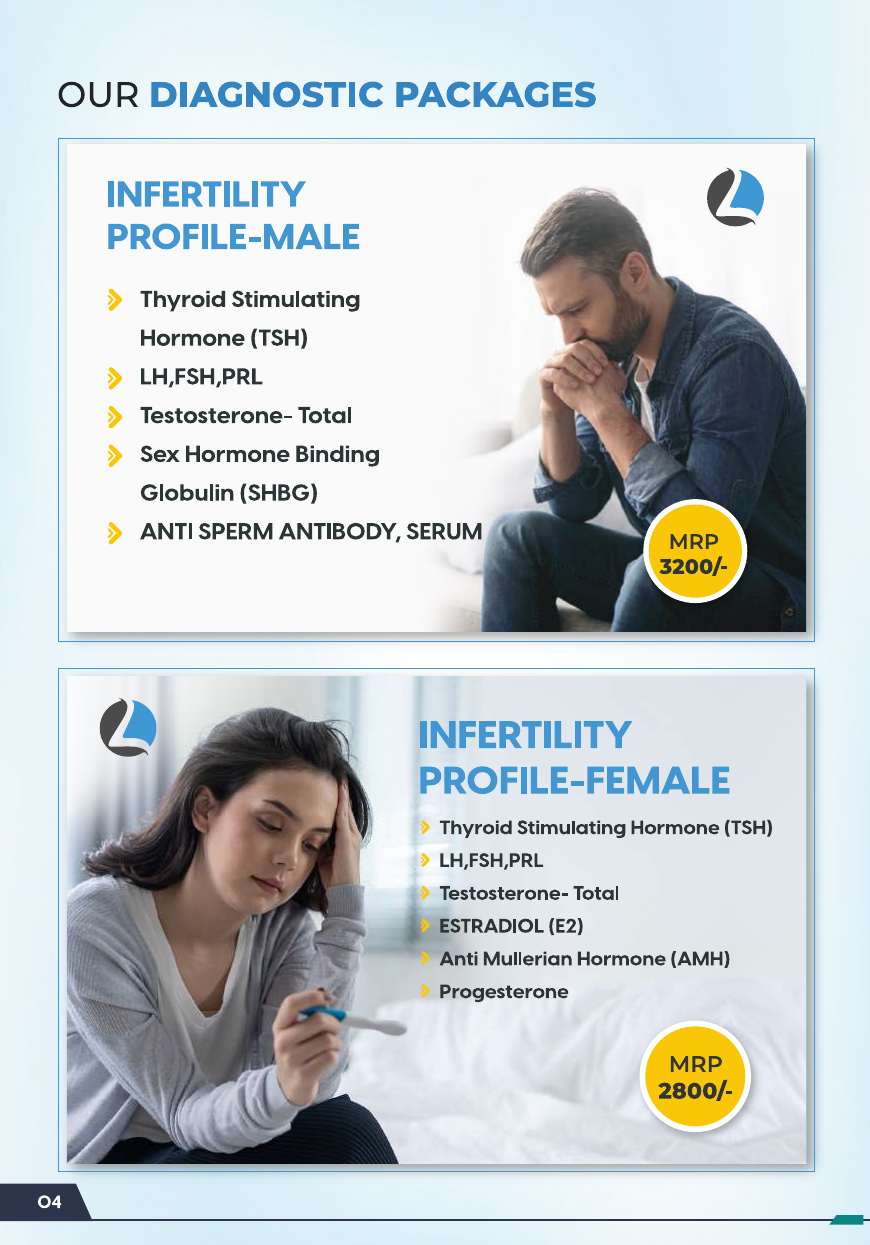 OUR DIAGNOSTIC PACKAGES
INFERTILITY
PROFILE-MALE
Thyroid Stimulating
Hormone (TSH)
LH,FSH,PRL
Testosterone- Total
Sex Hormone Binding
Globulin (SHBG)
ANTI SPERM ANTIBODY, SERUM
MRP
3200/-
INFERTILITY
PROFILE-FEMALE
Thyroid Stimulating Hormone (TSH)
LH,FSH,PRL
Testosterone- Total
ESTRADIOL (E2)
Anti Mullerian Hormone (AMH)
Progesterone
MRP
2800/-
04